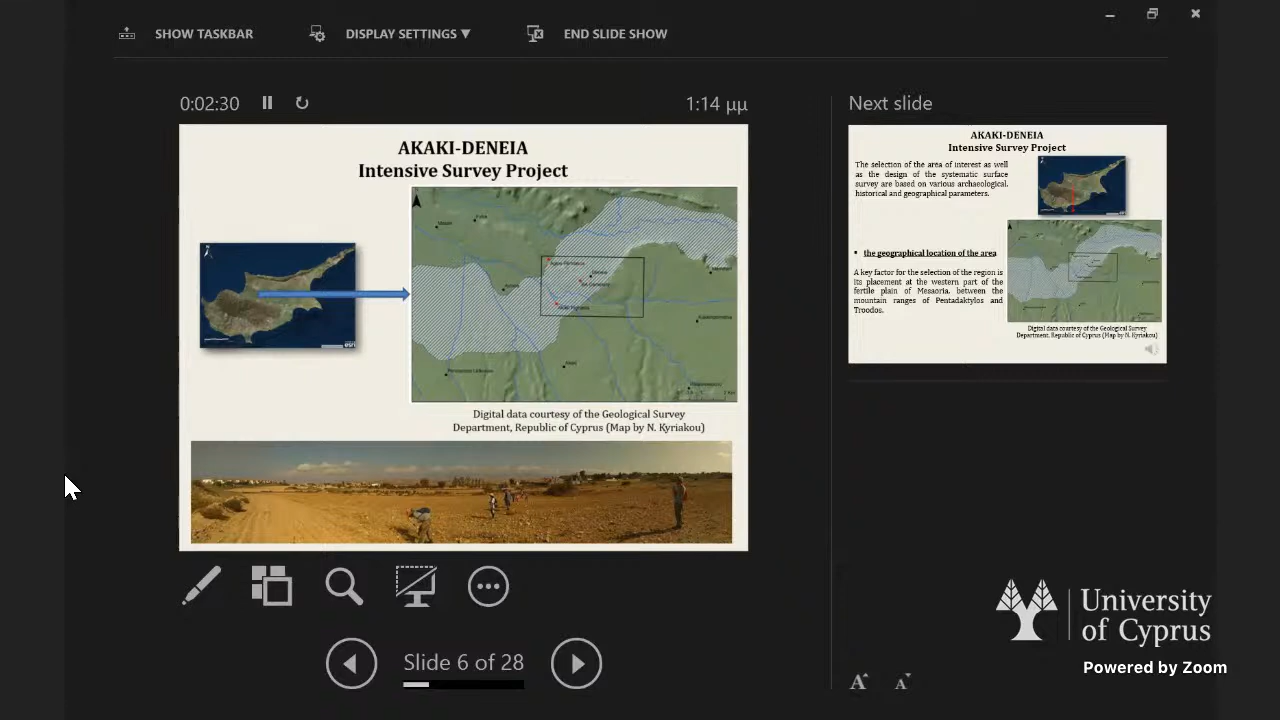 SHOW TASKBAR
DISPLAY SETTINGS ▼
END SLIDE SHOW
0:02:30
1:14 μμ
Next slide
AKAKI-DENEIA
Intensive Survey Project
Digital data courtesy of the Geological Survey
Department, Republic of Cyprus (Map by N. Kyriakou)
AKAKI-DENEIA
Intensive Survey Project
The selection of the area of interest as well
as the design of the systematic surface
survey are based on various archaeological,
historical and geographical parameters.
▪ the geographical location of the area
A key factor for the selection of the region is
its placement at the western part of the
fertile plain of Mesaoria, between the
mountain ranges of Pentadaktylos and
Troodos.
Digital data courtesy of the Geological Survey
Department, Republic of Cyprus (Map by N. Kyriakou)
Slide 6 of 28
University
of Cyprus
Powered by Zoom
A A